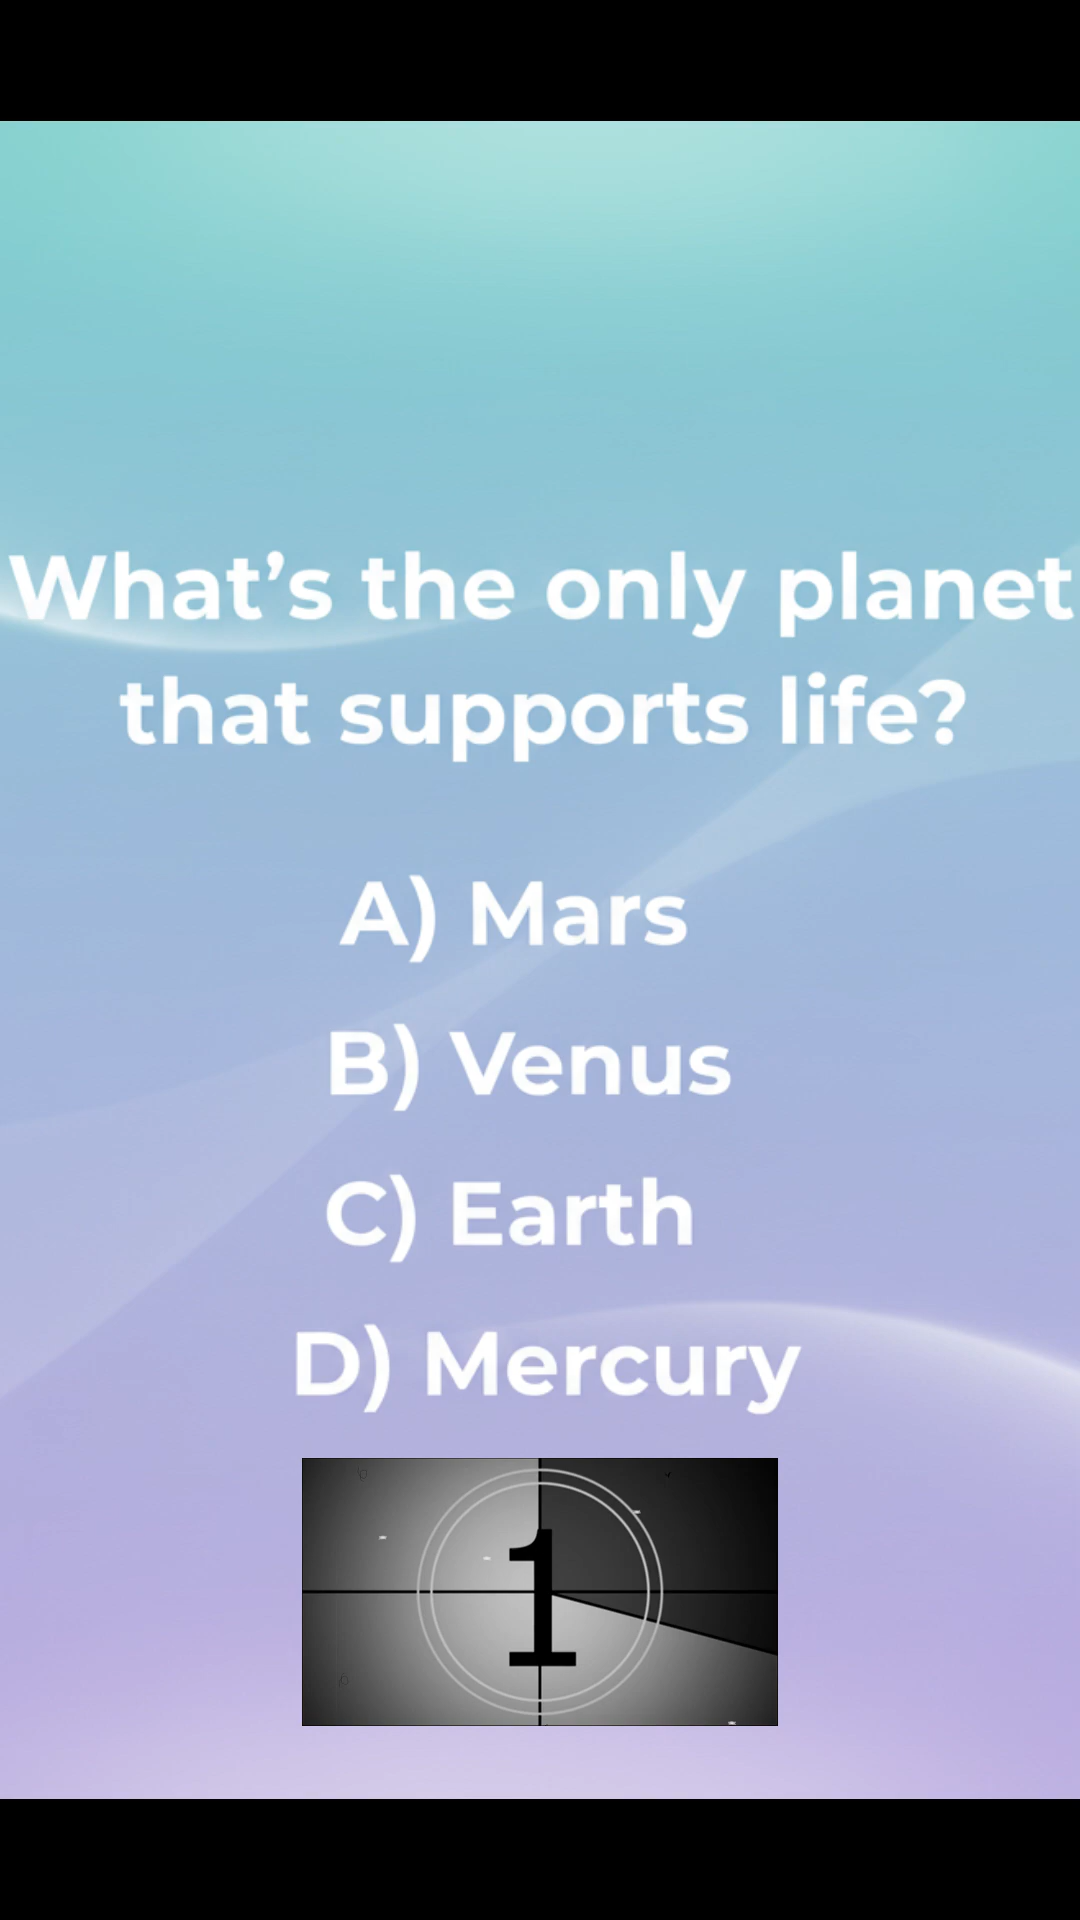 What’s the only planet
that supports life?
A) Mars
B) Venus
C) Earth
D) Mercury
1